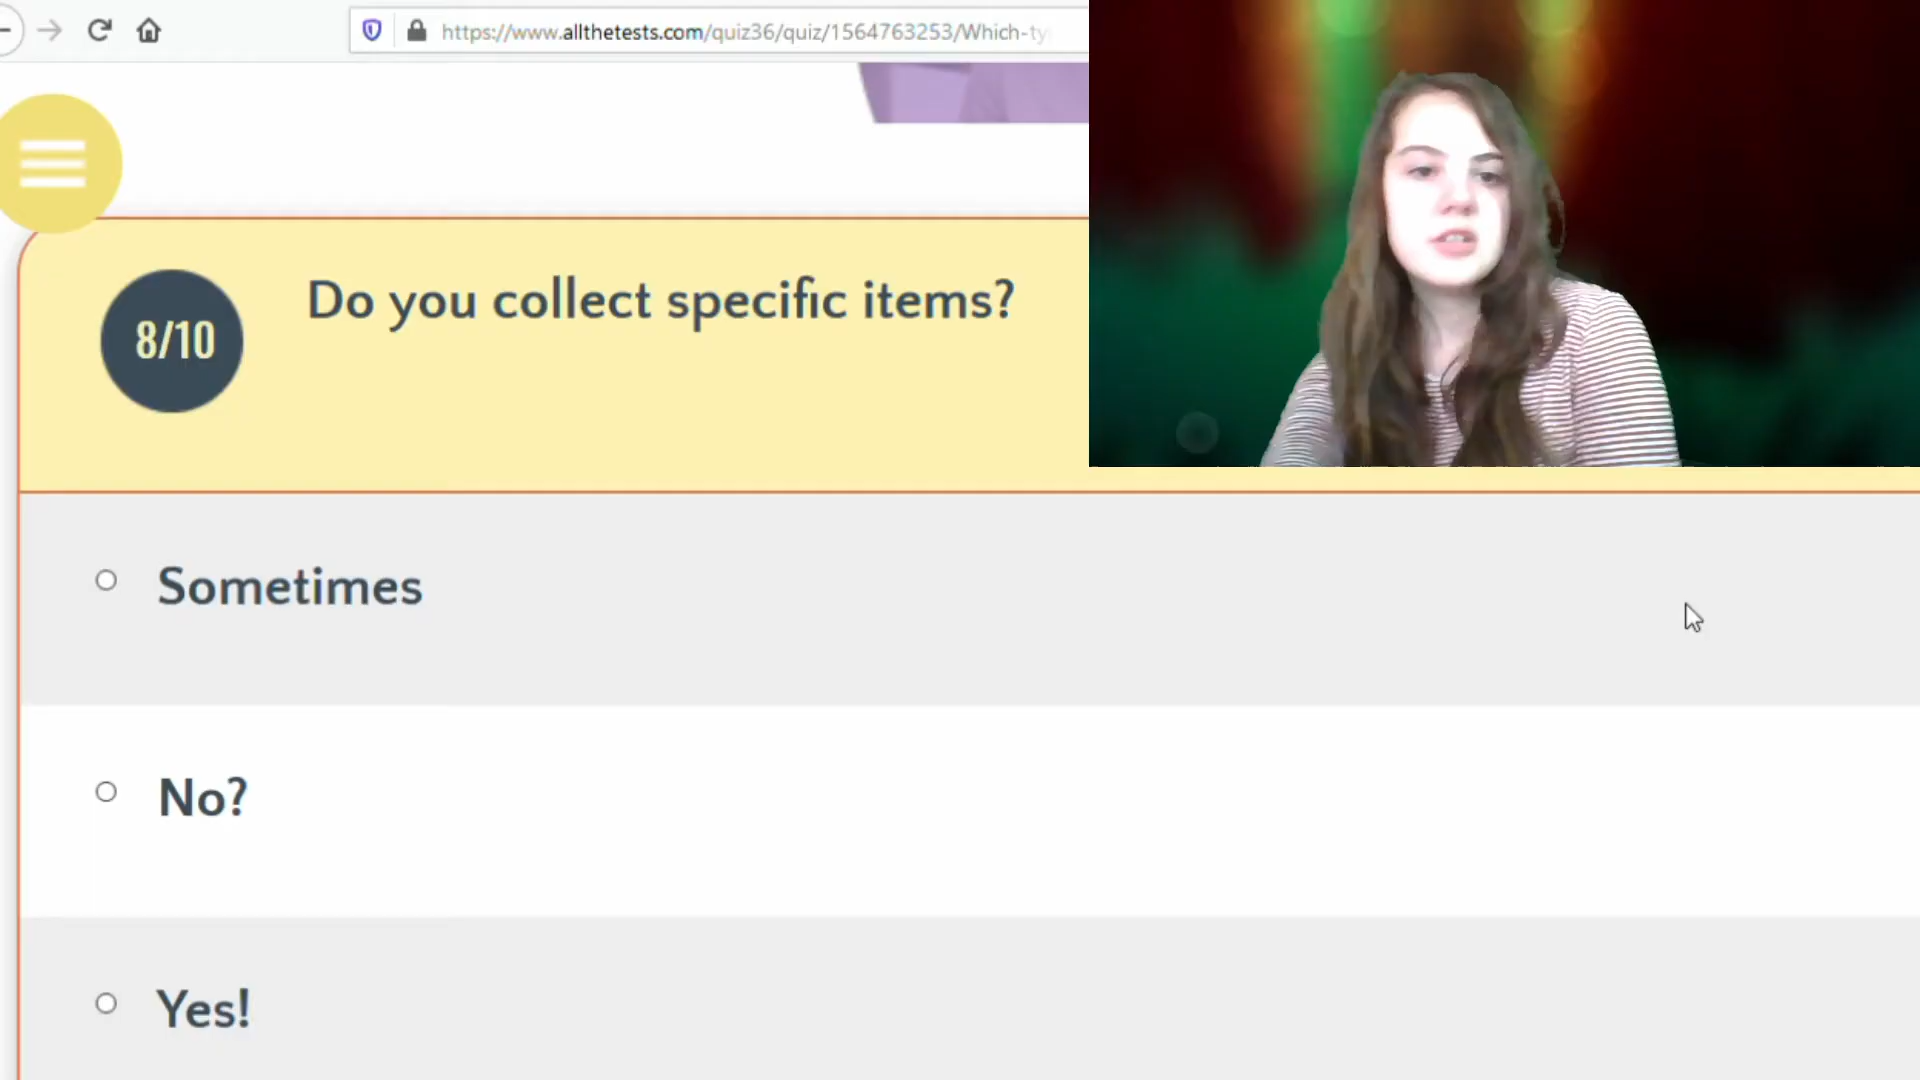 https://www.allthetests.com/quiz36/quiz/1564763253/Which-ty
8/10
Do you collect specific items?
Sometimes
No?
Yes!